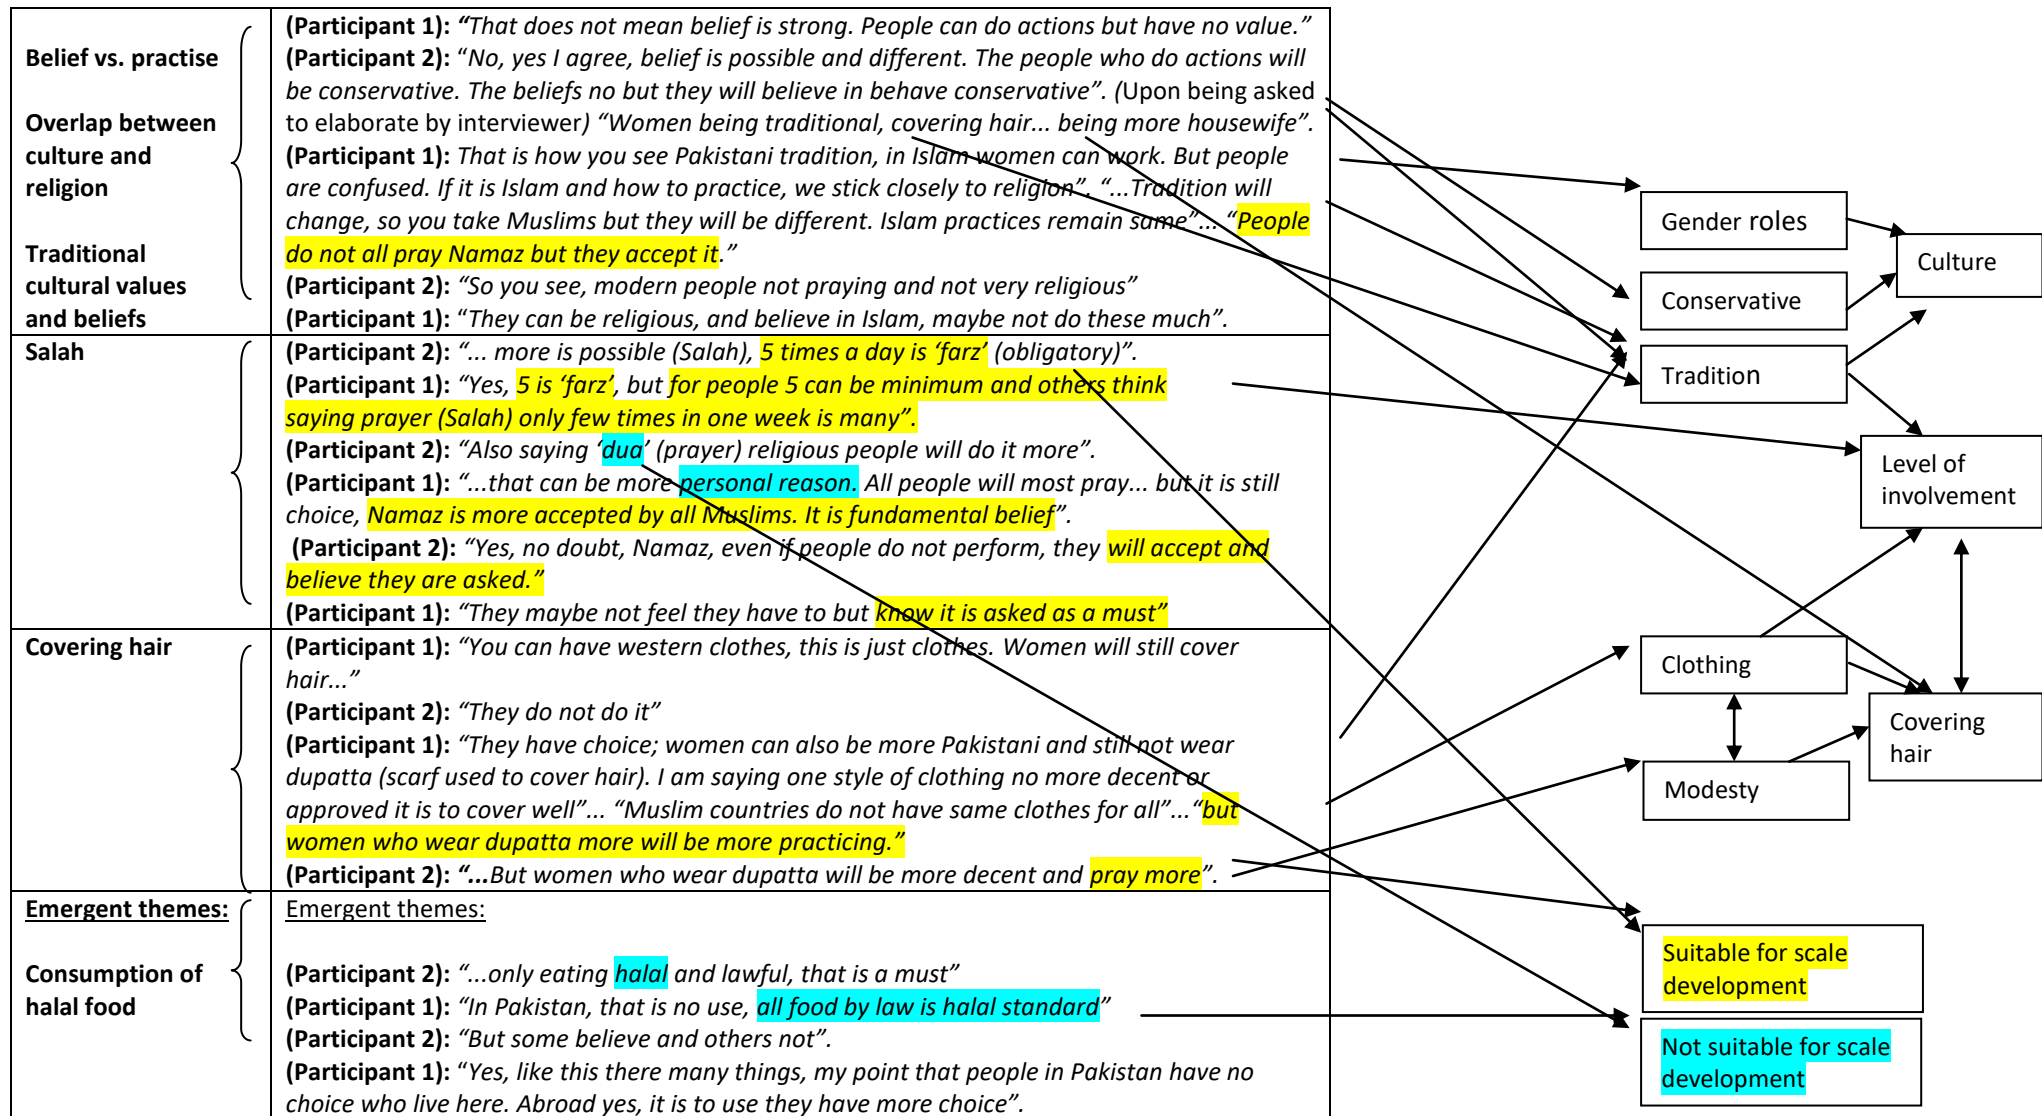 Belief vs. practise
Overlap between
culture and
religion
Traditional
cultural values
and beliefs
(Participant 1): “That does not mean belief is strong. People can do actions but have no value.”
(Participant 2): “No, yes I agree, belief is possible and different. The people who do actions will
be conservative. The beliefs no but they will believe in behave conservative”. (Upon being asked
to elaborate by interviewer) “Women being traditional, covering hair... being more housewife”.
(Participant 1): That is how you see Pakistani tradition, in Islam women can work. But people
are confused. If it is Islam and how to practice, we stick closely to religion”. “...Tradition will
change, so you take Muslims but they will be different. Islam practices remain same”... “People
do not all pray Namaz but they accept it.”
(Participant 2): “So you see, modern people not praying and not very religious”
(Participant 1): “They can be religious, and believe in Islam, maybe not do these much”.
Salah
(Participant 2): “... more is possible (Salah), 5 times a day is ‘farz’ (obligatory)”.
(Participant 1): “Yes, 5 is ‘farz’, but for people 5 can be minimum and others think
saying prayer (Salah) only few times in one week is many”.
(Participant 2): “Also saying ‘dua’ (prayer) religious people will do it more”.
(Participant 1): “...that can be more personal reason. All people will most pray... but it is still
choice, Namaz is more accepted by all Muslims. It is fundamental belief”.
(Participant 2): “Yes, no doubt, Namaz, even if people do not perform, they will accept and
believe they are asked.”
(Participant 1): “They maybe not feel they have to but know it is asked as a must”
Covering hair
(Participant 1): “You can have western clothes, this is just clothes. Women will still cover
hair...”
(Participant 2): “They do not do it”
(Participant 1): “They have choice; women can also be more Pakistani and still not wear
dupatta (scarf used to cover hair). I am saying one style of clothing no more decent or
approved it is to cover well”... “Muslim countries do not have same clothes for all”... “but
women who wear dupatta more will be more practicing.”
(Participant 2): “...But women who wear dupatta will be more decent and pray more”.
Emergent themes:
Consumption of
halal food
Emergent themes:
(Participant 2): “...only eating halal and lawful, that is a must”
(Participant 1): “In Pakistan, that is no use, all food by law is halal standard”
(Participant 2): “But some believe and others not”.
(Participant 1): “Yes, like this there many things, my point that people in Pakistan have no
choice who live here. Abroad yes, it is to use they have more choice”.
Gender roles
Culture
Conservative
Tradition
Level of
involvement
Clothing
Covering
hair
Modesty
Suitable for scale
development
Not suitable for scale
development